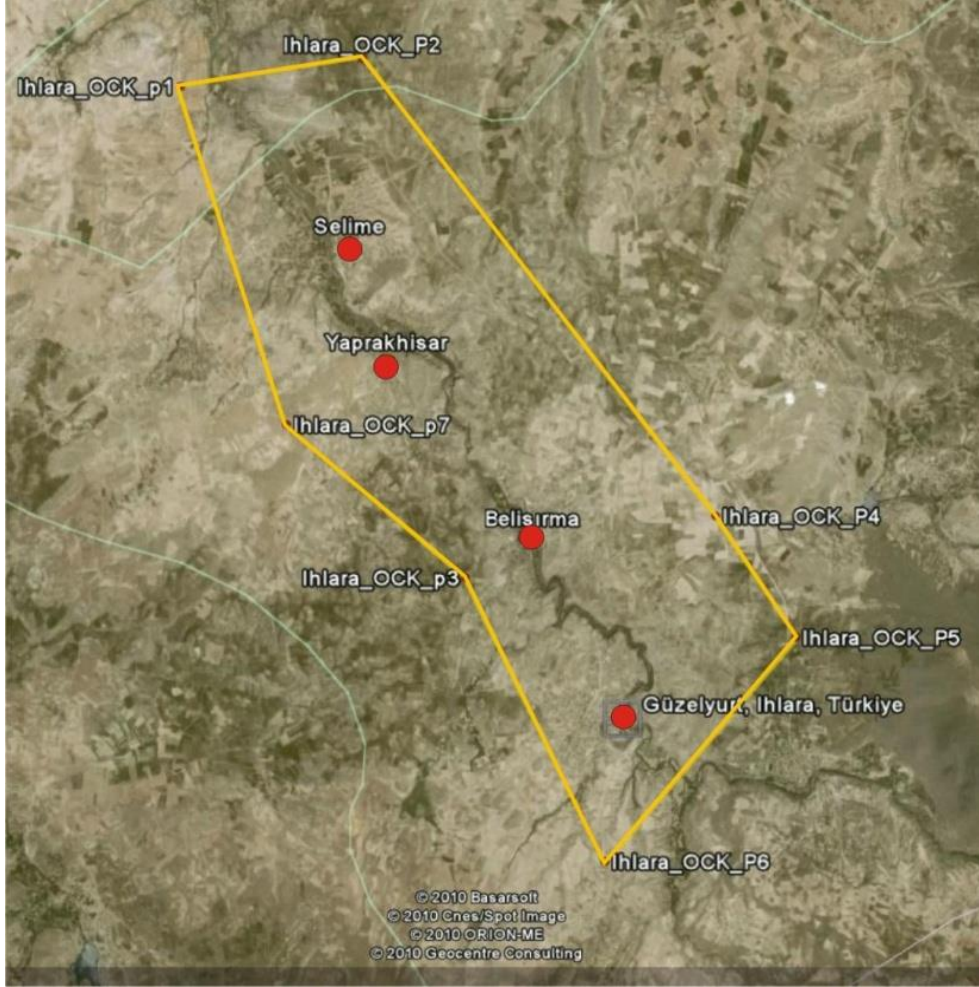 Ihlara_OCK_P2
Ihlara_OCK_p1
Selime
Yaprakhisar
Ihlara_OCK_p7
Ihlara_OCK_P4
Belisırma
Ihlara_OCK_p3
Ihlara_OCK_P5
Güzelyurt, Ihlara, Türkiye
Ihlara_OCK_P6
© 2010 Basarsoft
© 2010 Cnes/Spot Image
© 2010 ORION-ME
© 2010 Geocentre Consulting